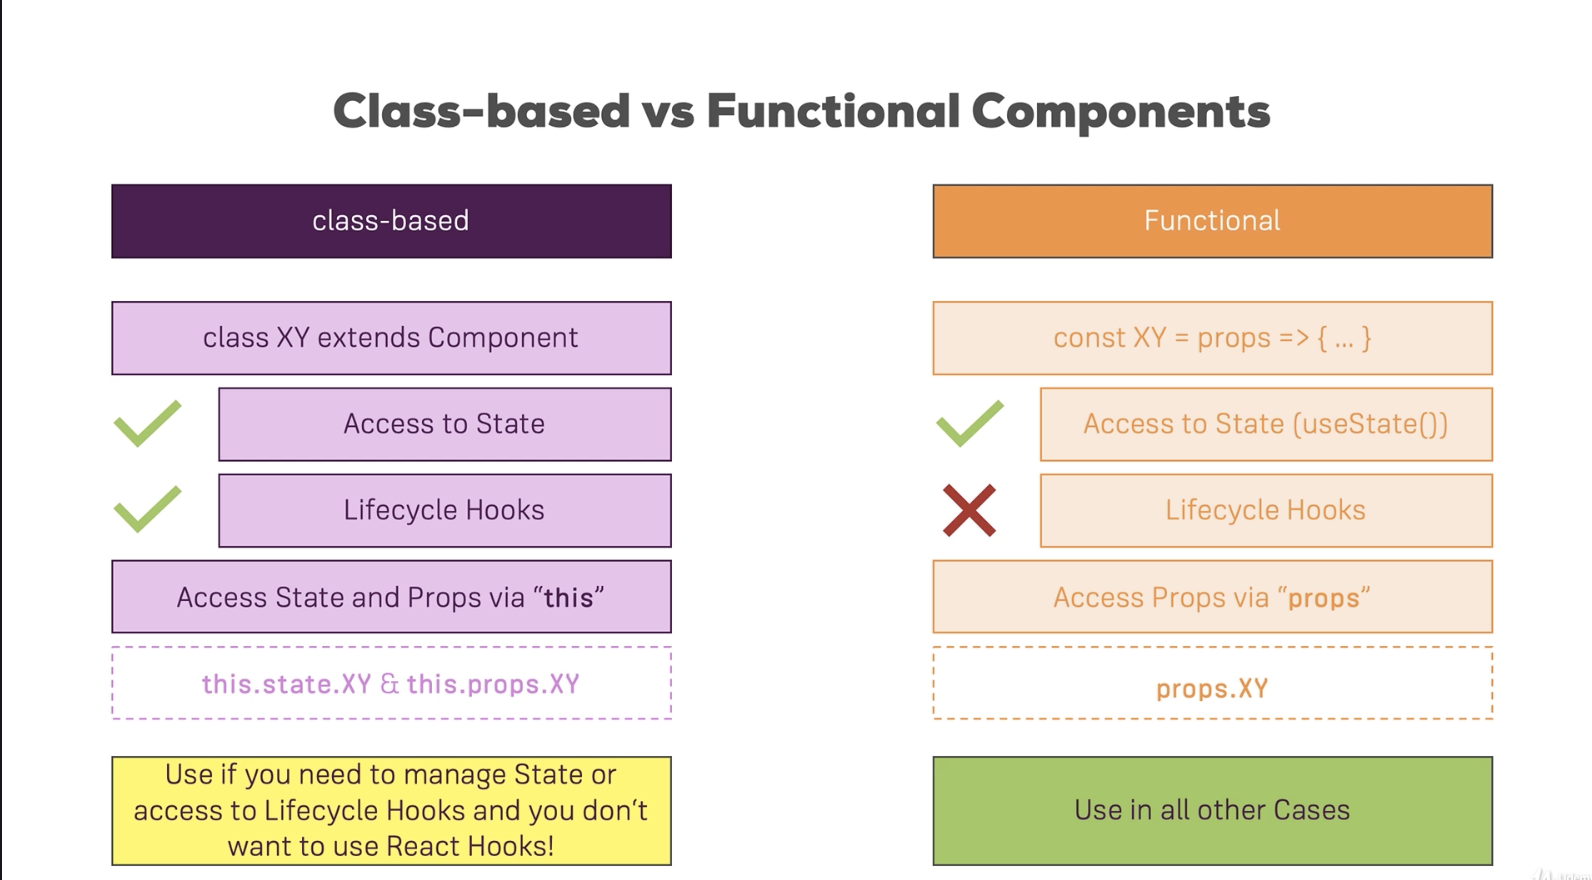 Class-based vs Functional Components
class-based
class XY extends Component
Access to State
Lifecycle Hooks
Access State and Props via “this”
this.state.XY & this.props.XY
Use if you need to manage State or
access to Lifecycle Hooks and you don‘t
want to use React Hooks!
Functional
const XY = props => { ... }
Access to State (useState())
Lifecycle Hooks
Access Props via “props”
props.XY
Use in all other Cases